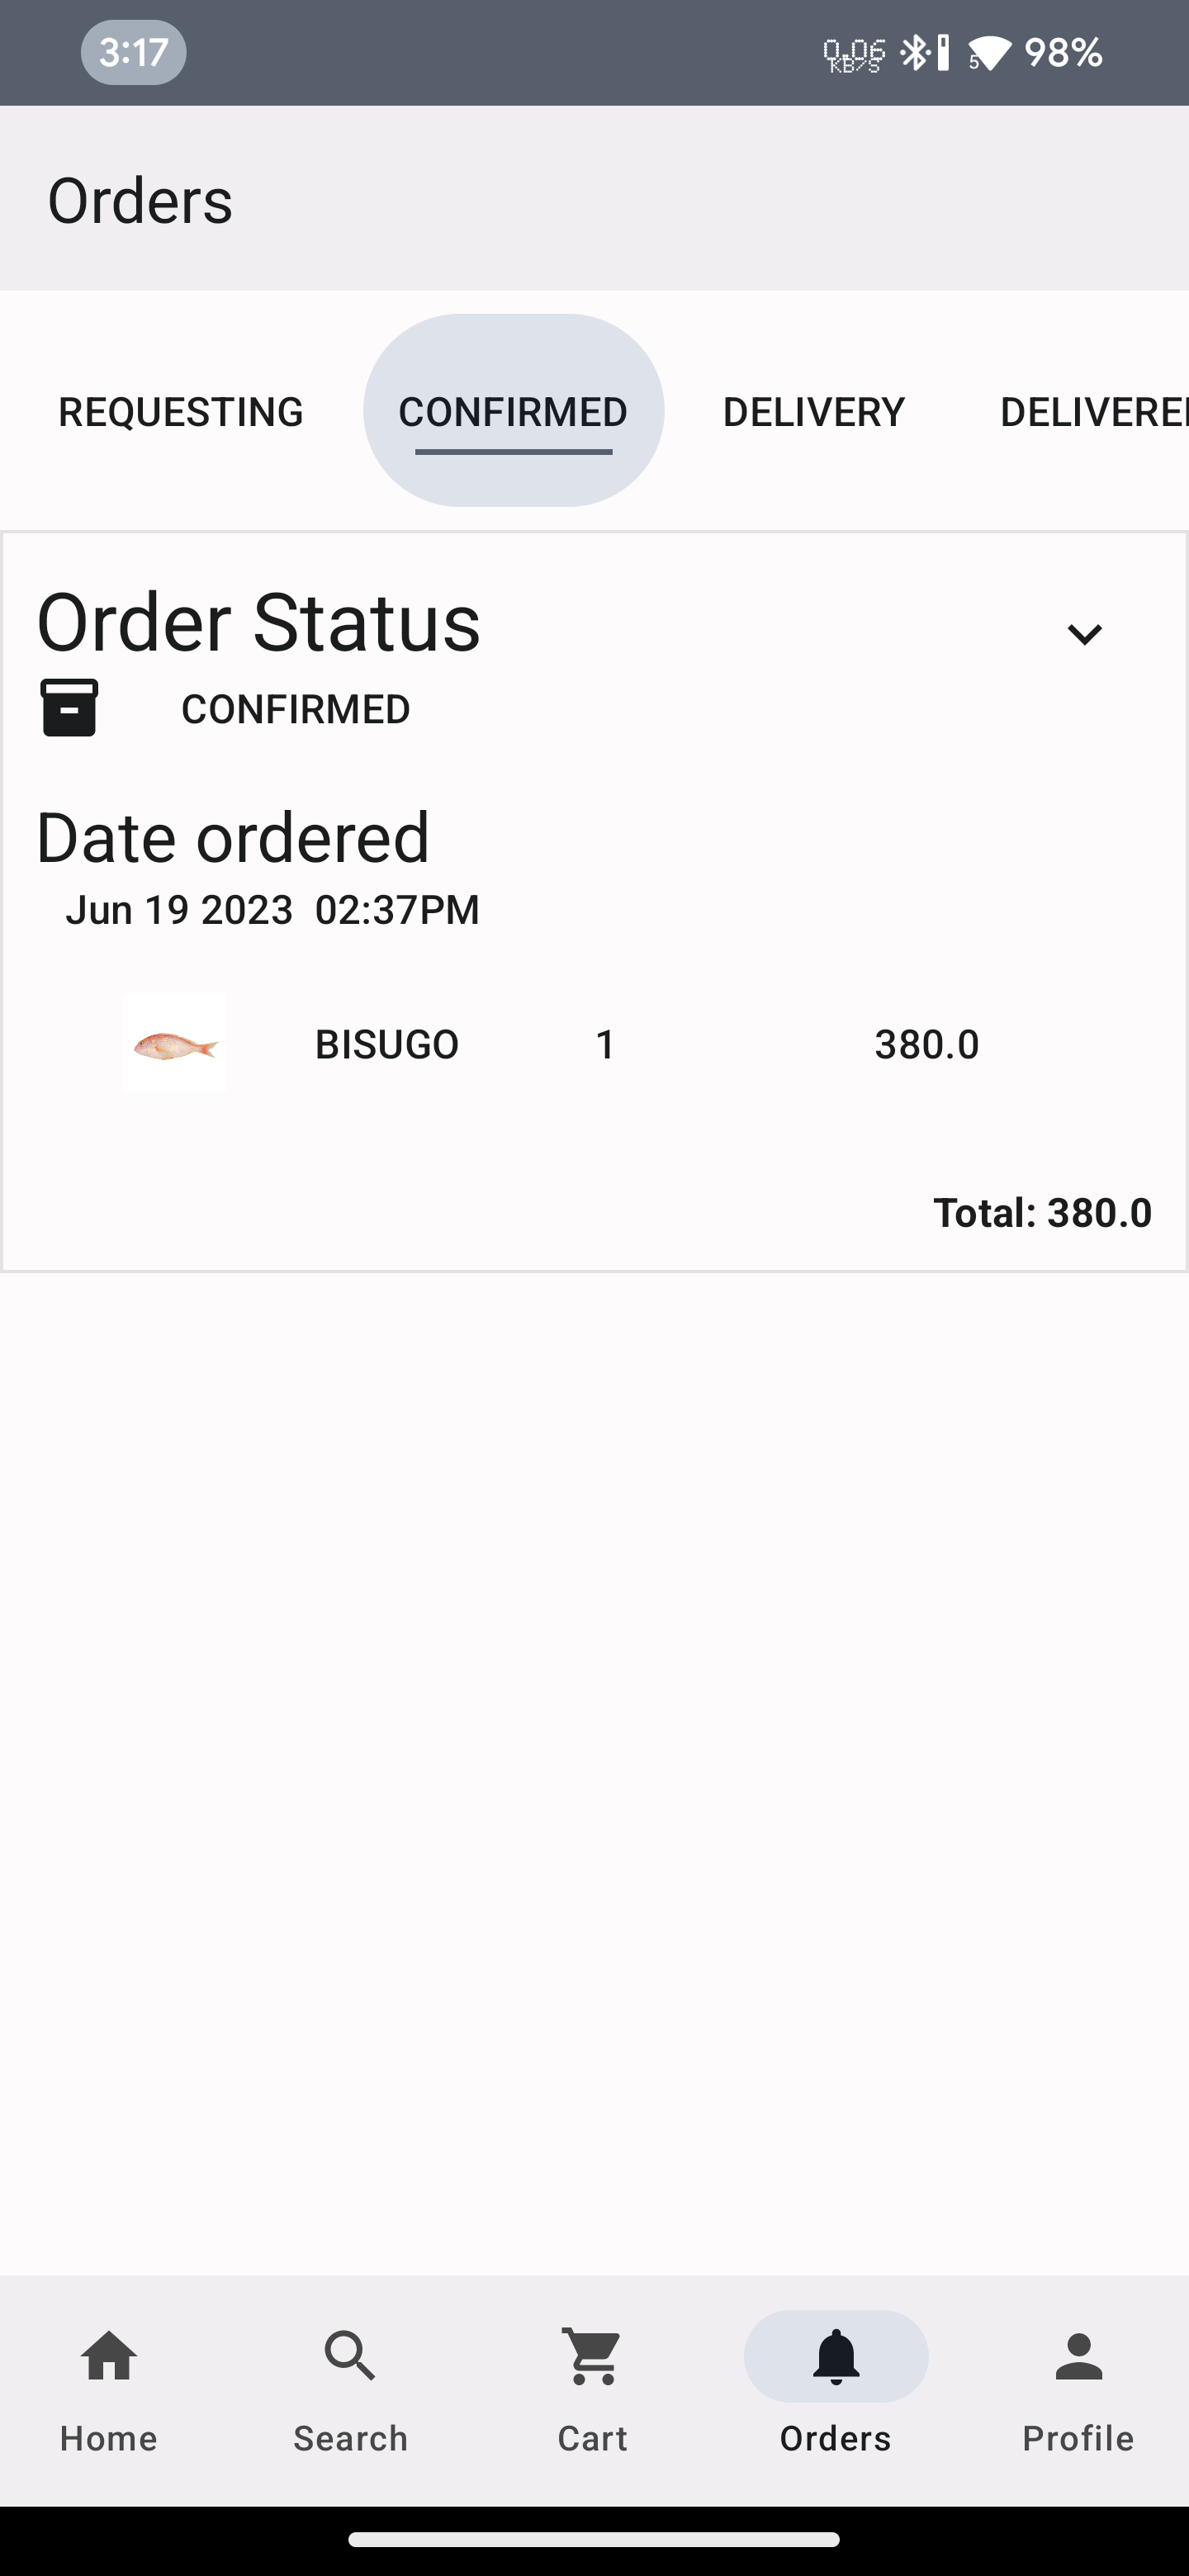 3:17 0.06 KB/S 5 98%
Orders
REQUESTING CONFIRMED DELIVERY DELIVERE
Order Status
CONFIRMED
Date ordered
Jun 19 2023 02:37PM
BISUGO 1 380.0
Total: 380.0
Home Search Cart Orders Profile